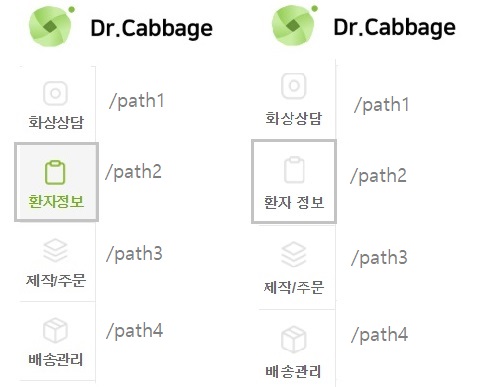 Dr.Cabbage
화상상담
/path1
환자정보
/path2
제작/주문
/path3
배송관리
/path4
Dr.Cabbage
화상상담
/path1
환자 정보
/path2
제작/주문
/path3
배송관리
/path4